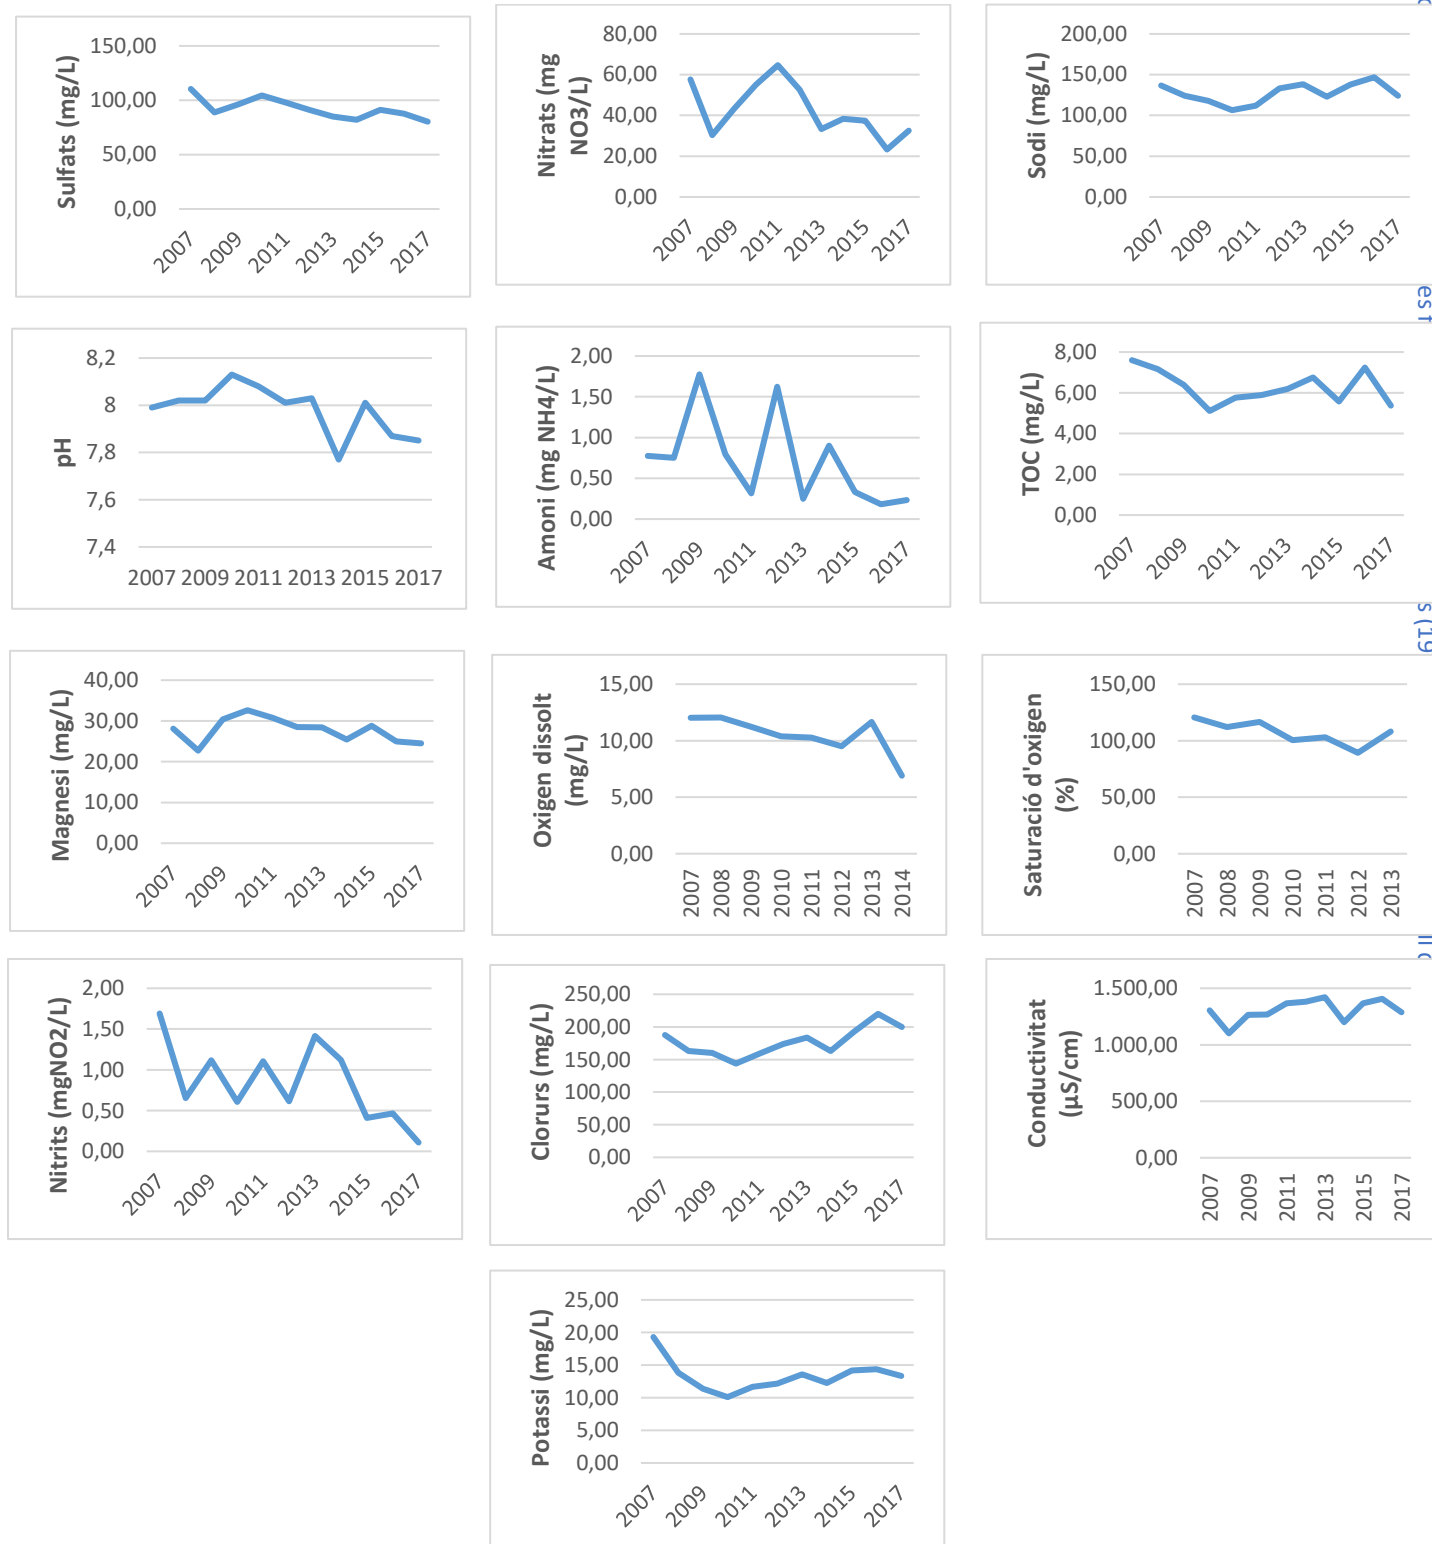 Sulfats (mg/L)
150,00
100,00
50,00
0,00
2007 2009 2011 2013 2015 2017
Nitrats (mg
NO3/L)
80,00
60,00
40,00
20,00
0,00
2007 2009 2011 2013 2015 2017
Sodi (mg/L)
200,00
150,00
100,00
50,00
0,00
2007 2009 2011 2013 2015 2017
pH
8,2
8
7,8
7,6
7,4
2007 2009 2011 2013 2015 2017
Amoni (mg NH4/L)
2,00
1,50
1,00
0,50
0,00
2007 2009 2011 2013 2015 2017
TOC (mg/L)
8,00
6,00
4,00
2,00
0,00
2007 2009 2011 2013 2015 2017
s (19
Magnesi (mg/L)
40,00
30,00
20,00
10,00
0,00
2007 2009 2011 2013 2015 2017
Oxigen dissolt
(mg/L)
15,00
10,00
5,00
0,00
2007 2008 2009 2010 2011 2012 2013 2014
Saturació d'oxigen
(%)
150,00
100,00
50,00
0,00
2007 2008 2009 2010 2011 2012 2013
Nitrits (mgNO2/L)
2,00
1,50
1,00
0,50
0,00
2007 2009 2011 2013 2015 2017
Clorurs (mg/L)
250,00
200,00
150,00
100,00
50,00
0,00
2007 2009 2011 2013 2015 2017
Conductivitat
(µS/cm)
1.500,00
1.000,00
500,00
0,00
2007 2009 2011 2013 2015 2017
Potassi (mg/L)
25,00
20,00
15,00
10,00
5,00
0,00
2007 2009 2011 2013 2015 2017